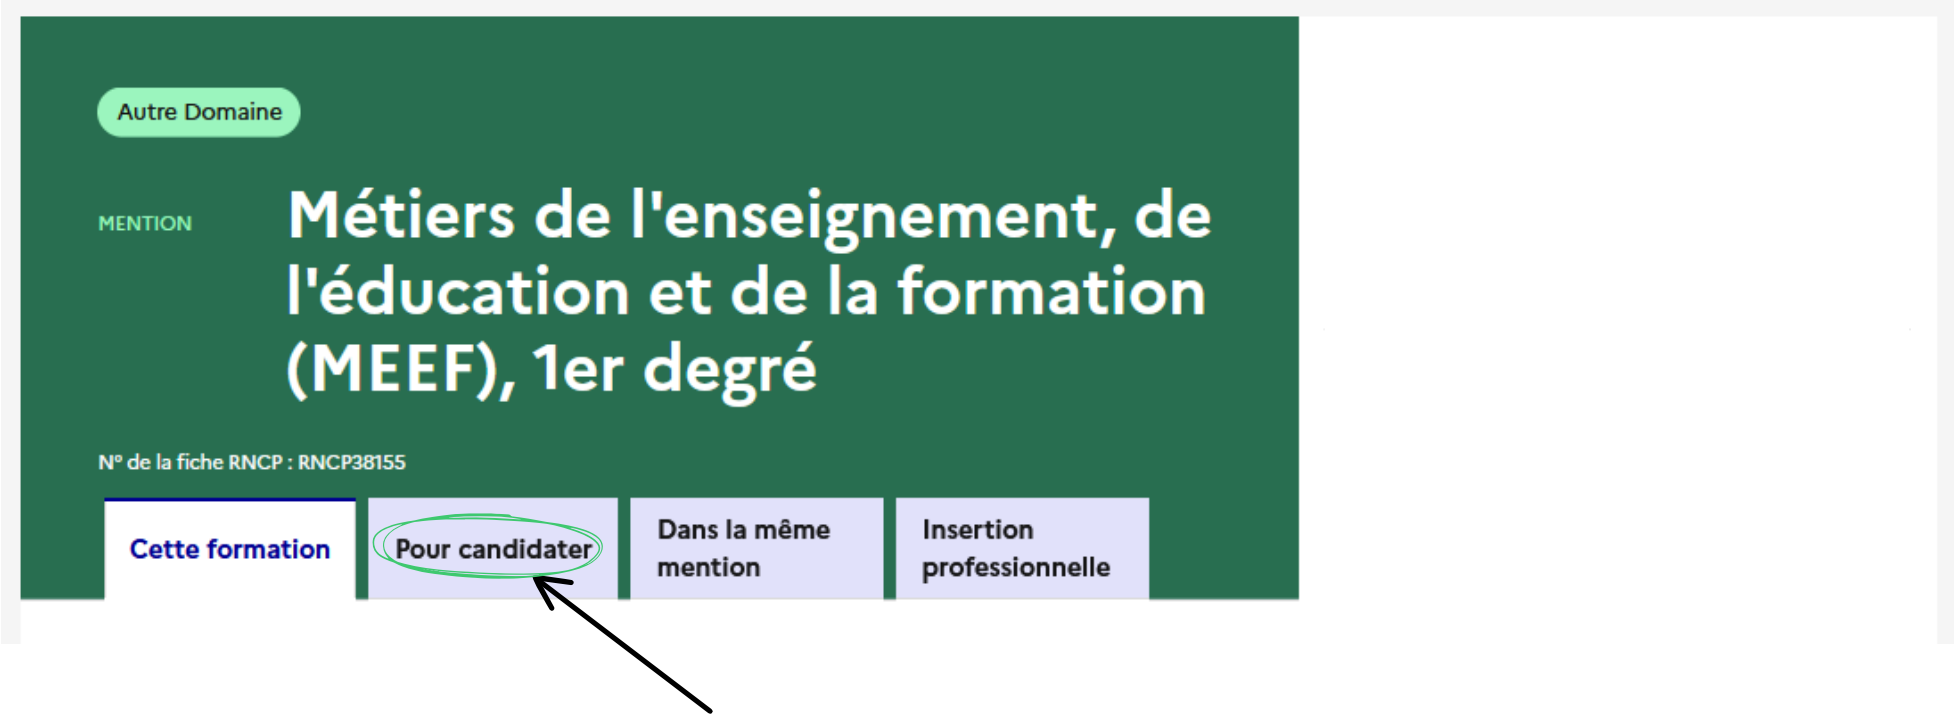 Autre Domaine
MENTION
Métiers de l'enseignement, de
l'éducation et de la formation
(MEEF), 1er degré
N° de la fiche RNCP : RNCP38155
Cette formation
Pour candidater
Dans la même
mention
Insertion
professionnelle